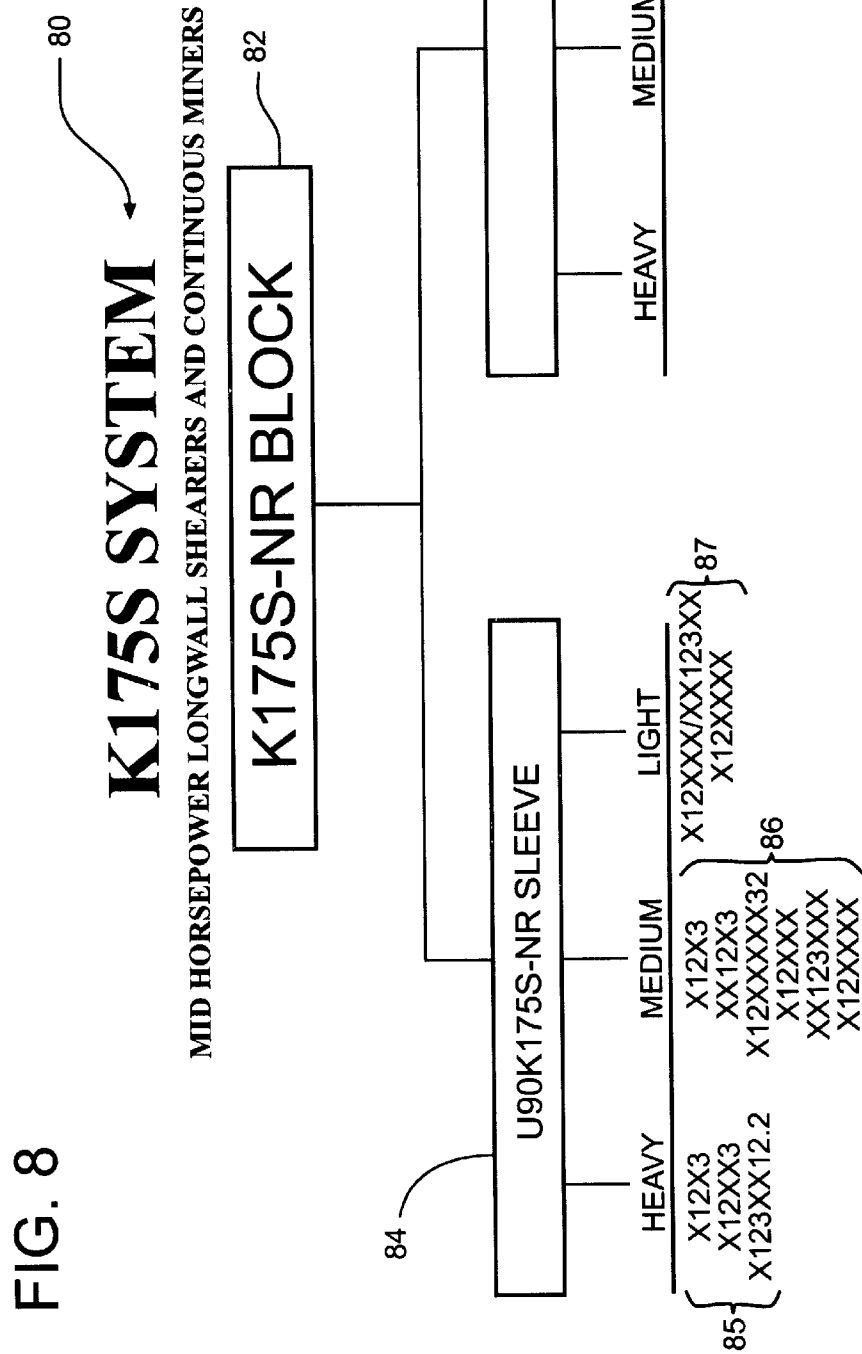 FIG. 8
K175S SYSTEM
80
MID HORSEPOWER LONGWALL SHEARERS AND CONTINUOUS MINERS
K175S-NR BLOCK
82
84
U90K175S-NR SLEEVE
HEAVY
MEDIUM
LIGHT
HEAVY
MEDIUM
85
X12X3
X12XX3
X123XX12.2
X12X3
XX12X3
X12XXXXX32
X12XXX
XX123XXX
X12XXXX
86
X12XXX/XX123XX
X12XXXX
87